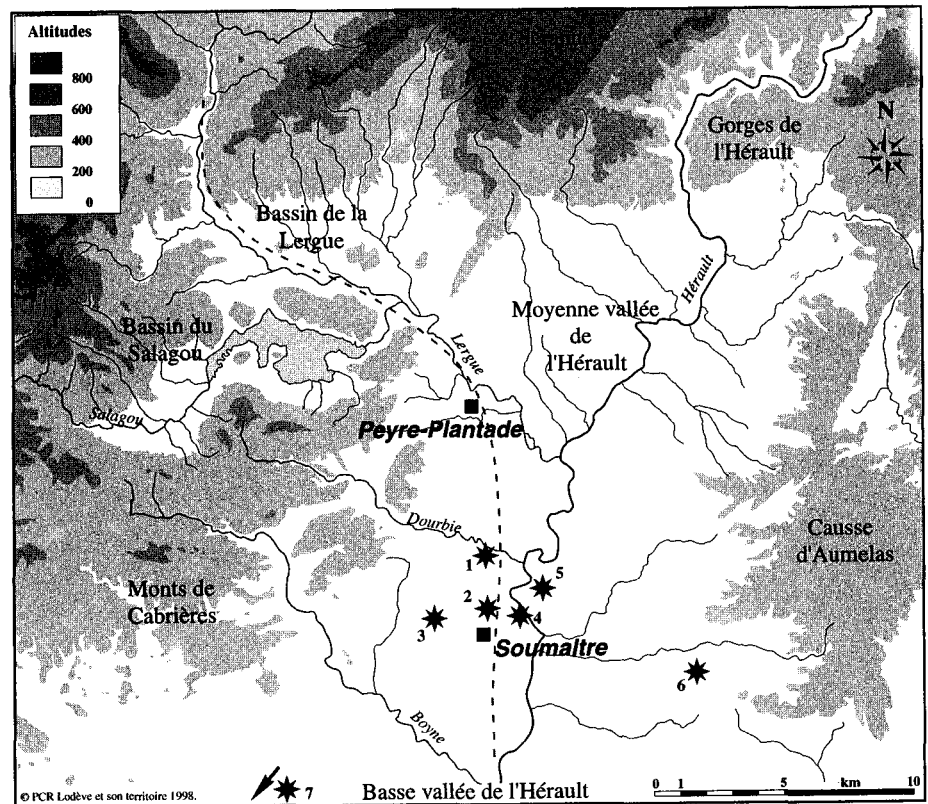 Altitudes
800
600
400
200
0
Gorges de
l'Hérault
N
Bassin de la
Lergue
Hérault
Moyenne vallée
de
l'Hérault
Bassin du
Salagou
Lergue
Salagou
Peyre-Plantade
Dourbie
Causse
d'Aumelas
1
5
Monts de
Cabrières
2
4
3
Soumaltre
6
Boyne
© PCR Lodève et son territoire 1998.
7
Basse vallée de l'Hérault
0 1 5 km 10